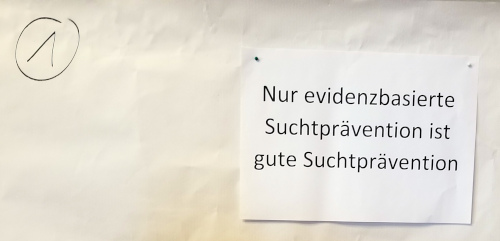 1
Nur evidenzbasierte
Suchtprävention ist
gute Suchtprävention